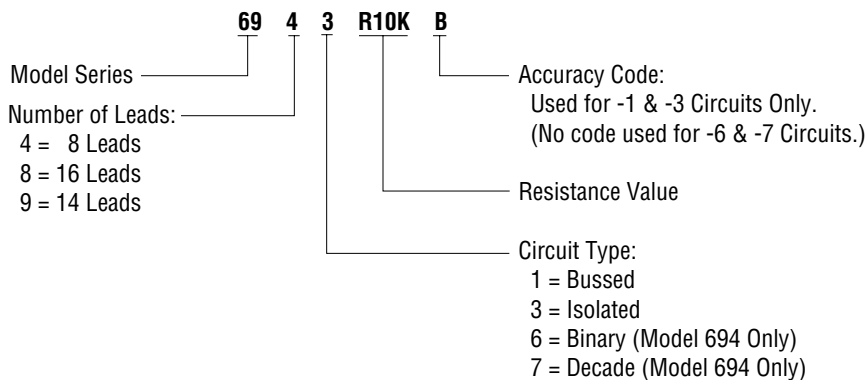 69 4 3 R10K B
Model Series
Number of Leads:
4 = 8 Leads
8 = 16 Leads
9 = 14 Leads
Accuracy Code:
Used for -1 & -3 Circuits Only.
(No code used for -6 & -7 Circuits.)
Resistance Value
Circuit Type:
1 = Bussed
3 = Isolated
6 = Binary (Model 694 Only)
7 = Decade (Model 694 Only)